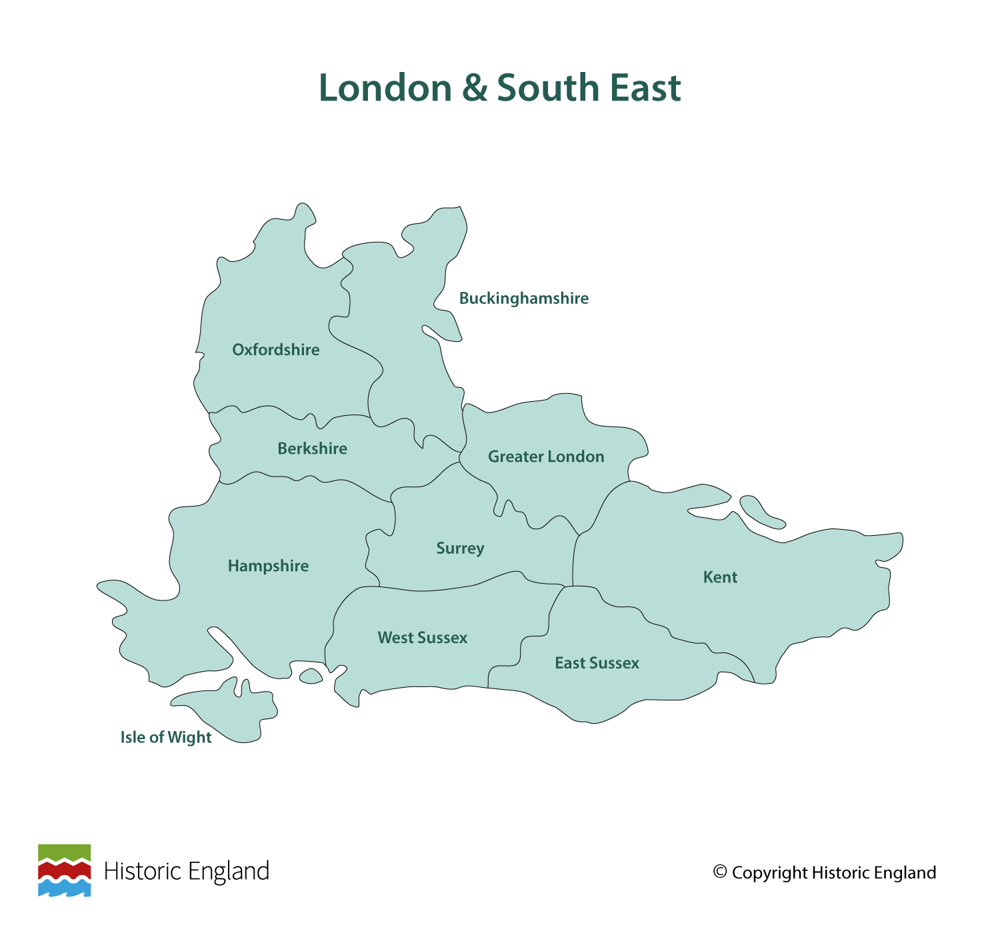 London & South East
Buckinghamshire
Oxfordshire
Berkshire
Greater London
Surrey
Hampshire
Kent
West Sussex
East Sussex
Isle of Wight
Historic England
© Copyright Historic England